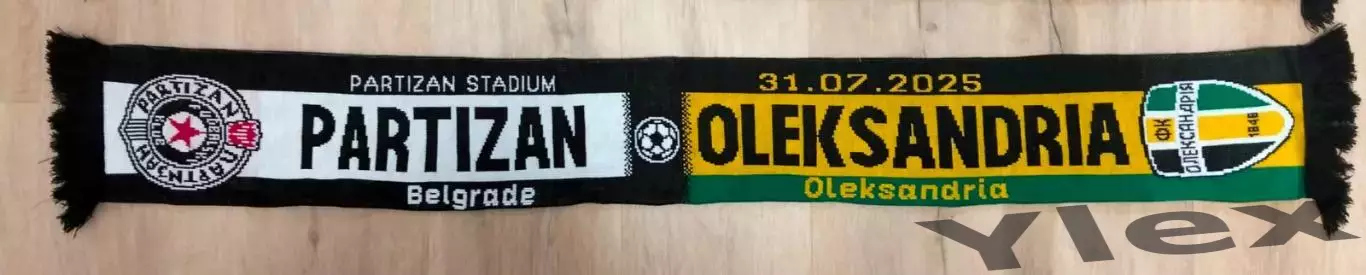 PARTIZAN STADIUM
PARTIZAN
Belgrade
PARTIZAN
31.07.2025
OLEKSANDRIA
Oleksandria
ФК
ОЛЕКСАНДРІЯ
1948
Ylex